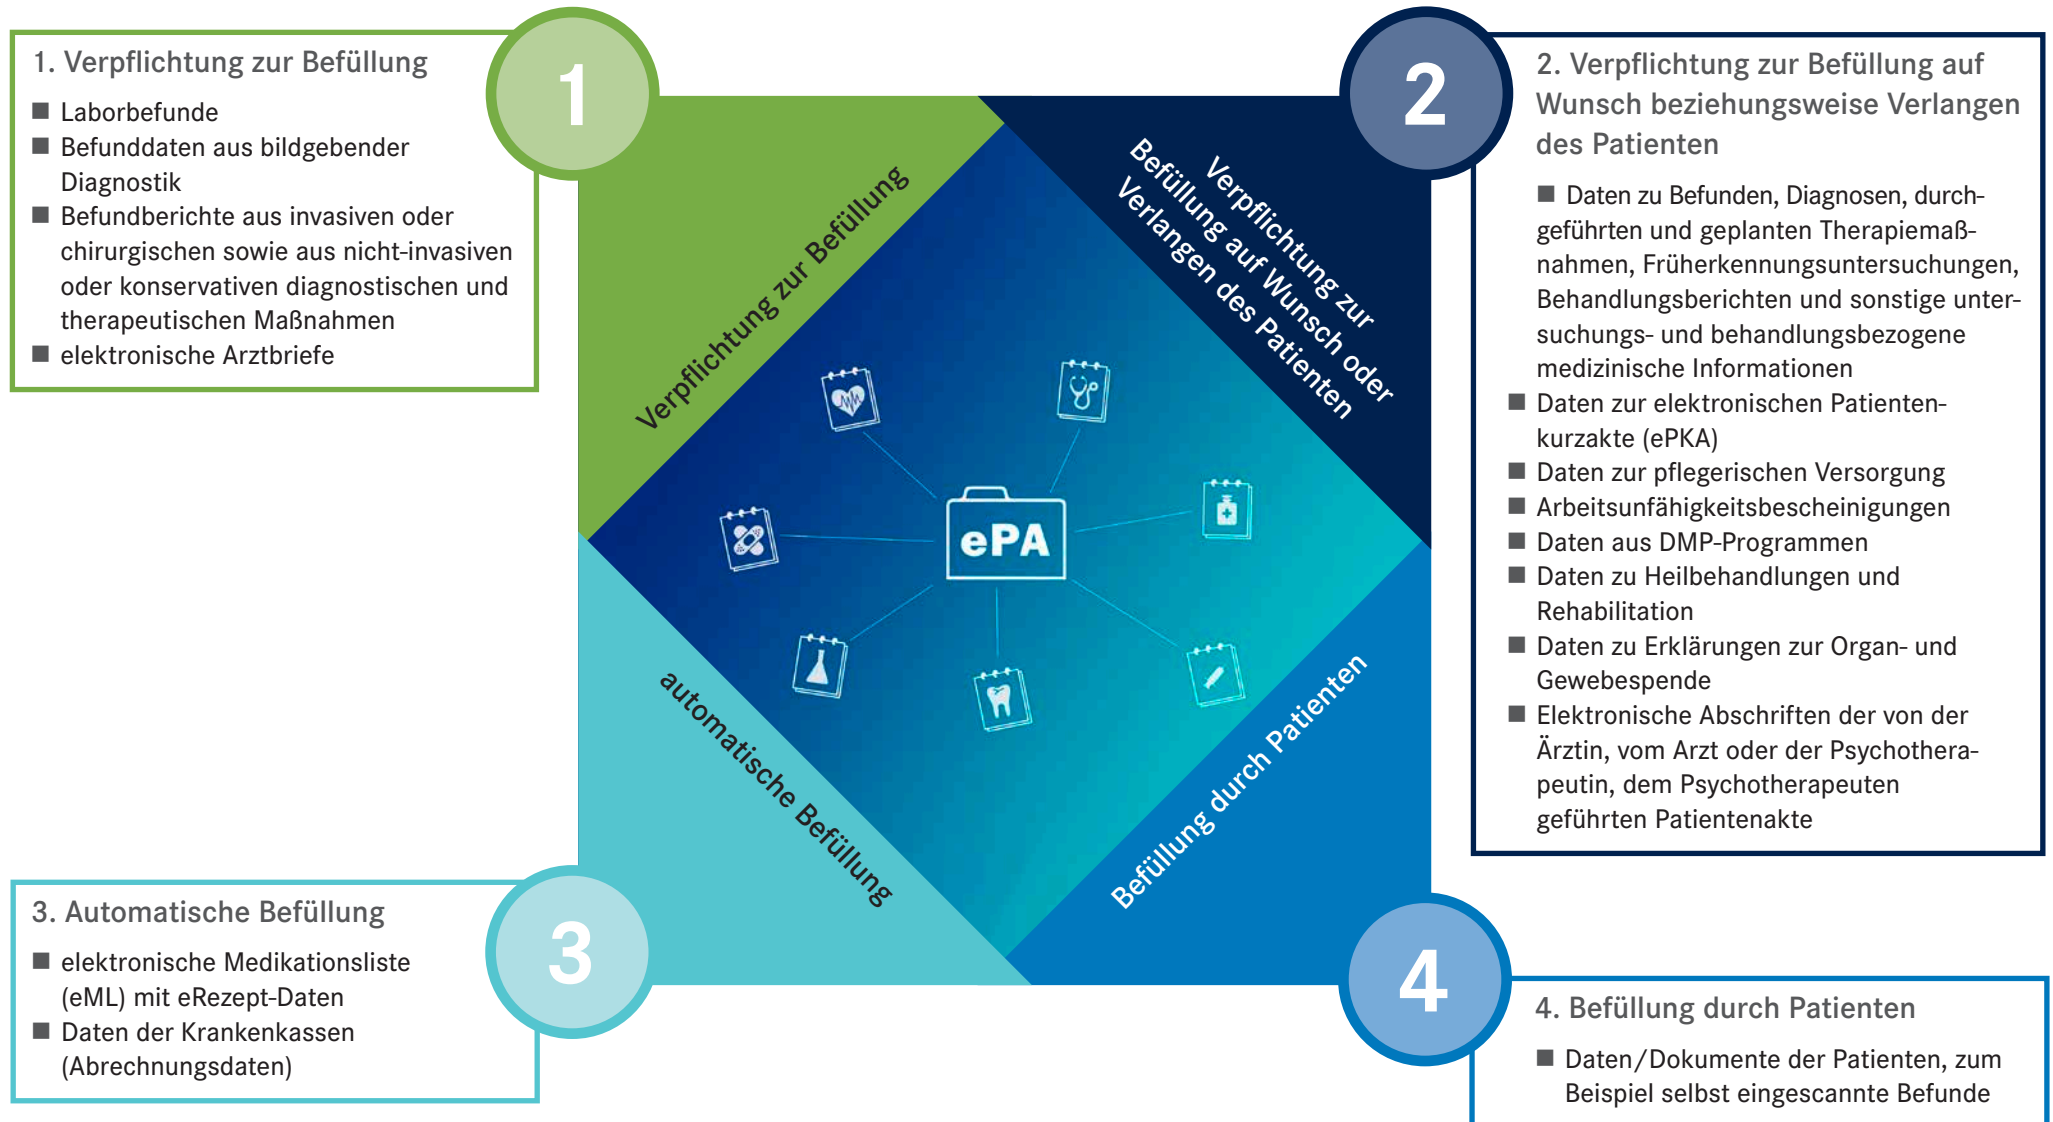 1. Verpflichtung zur Befüllung
■ Laborbefunde
■ Befunddaten aus bildgebender
Diagnostik
■ Befundberichte aus invasiven oder
chirurgischen sowie aus nicht-invasiven
oder konservativen diagnostischen und
therapeutischen Maßnahmen
■ elektronische Arztbriefe
1
Verpflichtung zur Befüllung
2
Verpflichtung zur
Befüllung auf Wunsch oder
Verlangen des Patienten
2. Verpflichtung zur Befüllung auf
Wunsch beziehungsweise Verlangen
des Patienten
■ Daten zu Befunden, Diagnosen, durch-
geführten und geplanten Therapiemaß-
nahmen, Früherkennungsuntersuchungen,
Behandlungsberichten und sonstige unter-
suchungs- und behandlungsbezogene
medizinische Informationen
■ Daten zur elektronischen Patienten-
kurzakte (ePKA)
■ Daten zur pflegerischen Versorgung
■ Arbeitsunfähigkeitsbescheinigungen
■ Daten aus DMP-Programmen
■ Daten zu Heilbehandlungen und
Rehabilitation
■ Daten zu Erklärungen zur Organ- und
Gewebespende
■ Elektronische Abschriften der von der
Ärztin, vom Arzt oder der Psychothera-
peutin, dem Psychotherapeuten
geführten Patientenakte
ePA
automatische Befüllung
3
3. Automatische Befüllung
■ elektronische Medikationsliste
(eML) mit eRezept-Daten
■ Daten der Krankenkassen
(Abrechnungsdaten)
Befüllung durch Patienten
4
4. Befüllung durch Patienten
■ Daten/Dokumente der Patienten, zum
Beispiel selbst eingescannte Befunde